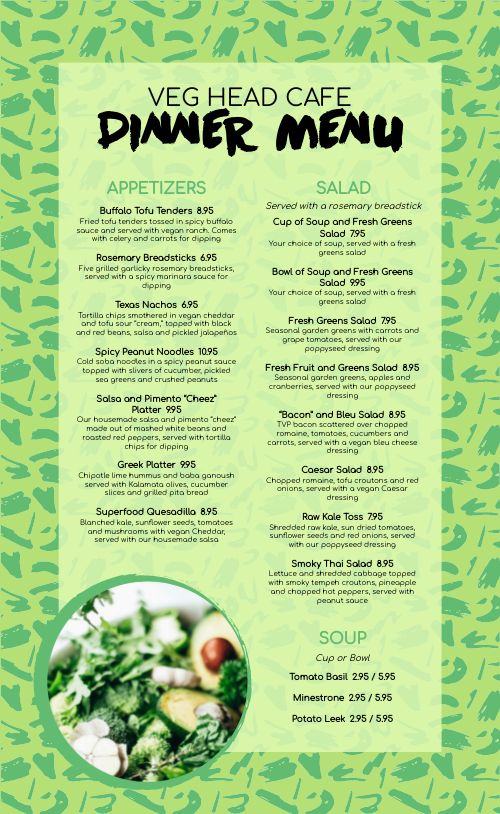 VEG HEAD CAFE
DINNER MENU
APPETIZERS
Buffalo Tofu Tenders 8.95
Fried tofu tenders tossed in spicy buffalo
sauce and served with vegan ranch. Comes
with celery and carrots for dipping
Rosemary Breadsticks 6.95
Five grilled garlicky rosemary breadsticks,
served with a spicy marinara sauce for
dipping
Texas Nachos 6.95
Tortilla chips smothered in vegan cheddar
and tofu sour "cream," topped with black
and red beans, salsa and pickled jalapeños
Spicy Peanut Noodles 10.95
Cold soba noodles in a spicy peanut sauce
topped with slivers of cucumber, pickled
sea greens and crushed peanuts
Salsa and Pimento "Cheez"
Platter 9.95
Our housemade salsa and pimento "cheez"
made out of mashed white beans and
roasted red peppers, served with tortilla
chips for dipping
Greek Platter 9.95
Chipotle lime hummus and baba ganoush
served with Kalamata olives, cucumber
slices and grilled pita bread
Superfood Quesadilla 8.95
Blanched kale, sunflower seeds, tomatoes
and mushrooms with vegan Cheddar,
served with our housemade salsa
SALAD
Served with a rosemary breadstick
Cup of Soup and Fresh Greens
Salad 7.95
Your choice of soup, served with a fresh
greens salad
Bowl of Soup and Fresh Greens
Salad 9.95
Your choice of soup, served with a fresh
greens salad
Fresh Greens Salad 7.95
Seasonal garden greens with carrots and
grape tomatoes, served with our
poppyseed dressing
Fresh Fruit and Greens Salad 8.95
Seasonal garden greens, apples and
cranberries, served with our poppyseed
dressing
"Bacon" and Bleu Salad 8.95
TVP bacon scattered over chopped
romaine, tomatoes, cucumbers and
carrots, served with a vegan bleu cheese
dressing
Caesar Salad 8.95
Chopped romaine, tofu croutons and red
onions, served with a vegan Caesar
dressing
Raw Kale Toss 7.95
Shredded raw kale, sun dried tomatoes,
sunflower seeds and red onions, served with
our poppyseed dressing
Smoky Thai Salad 8.95
Lettuce and shredded cabbage topped
with smoky tempeh croutons, pineapple
and chopped hot peppers, served with
peanut sauce
SOUP
Cup or Bowl
Tomato Basil 2.95 / 5.95
Minestrone 2.95 / 5.95
Potato Leek 2.95 / 5.95